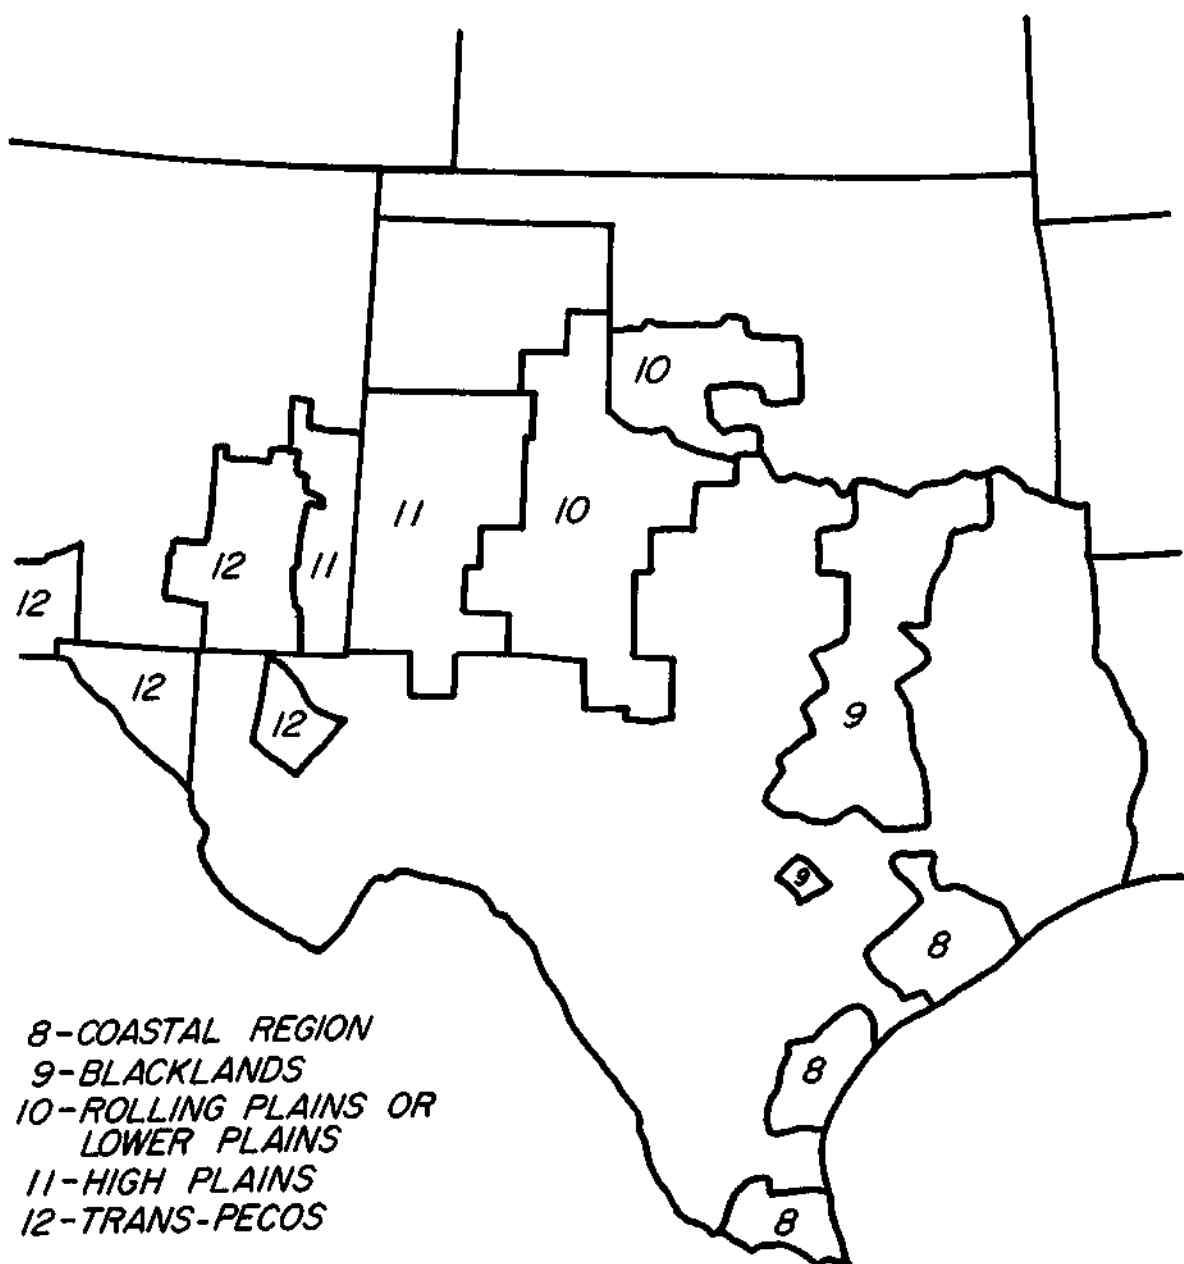 10
10
11
11
12
12
12
12
9
9
8
8
8
8-COASTAL REGION
9-BLACKLANDS
10-ROLLING PLAINS OR
LOWER PLAINS
11-HIGH PLAINS
12-TRANS-PECOS